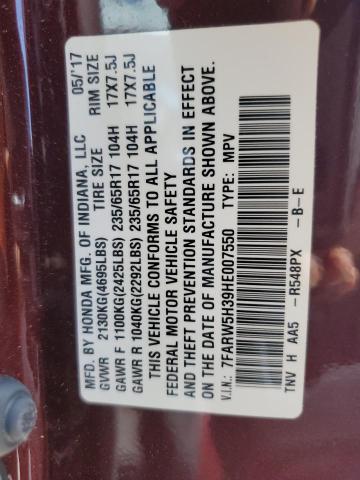 MFD. BY HONDA MFG. OF INDIANA, LLC 05/'17
GVWR 2130KG(4695LBS) TIRE SIZE RIM SIZE
GAWR F 1100KG(2425LBS) 235/65R17 104H 17X7.5J
GAWR R 1040KG(2292LBS) 235/65R17 104H 17X7.5J
THIS VEHICLE CONFORMS TO ALL APPLICABLE
FEDERAL MOTOR VEHICLE SAFETY
AND THEFT PREVENTION STANDARDS IN EFFECT
ON THE DATE OF MANUFACTURE SHOWN ABOVE.
V.I.N.: 7FARW5H39HE007550 TYPE: MPV
TNV H AA5 -R548PX -B-E